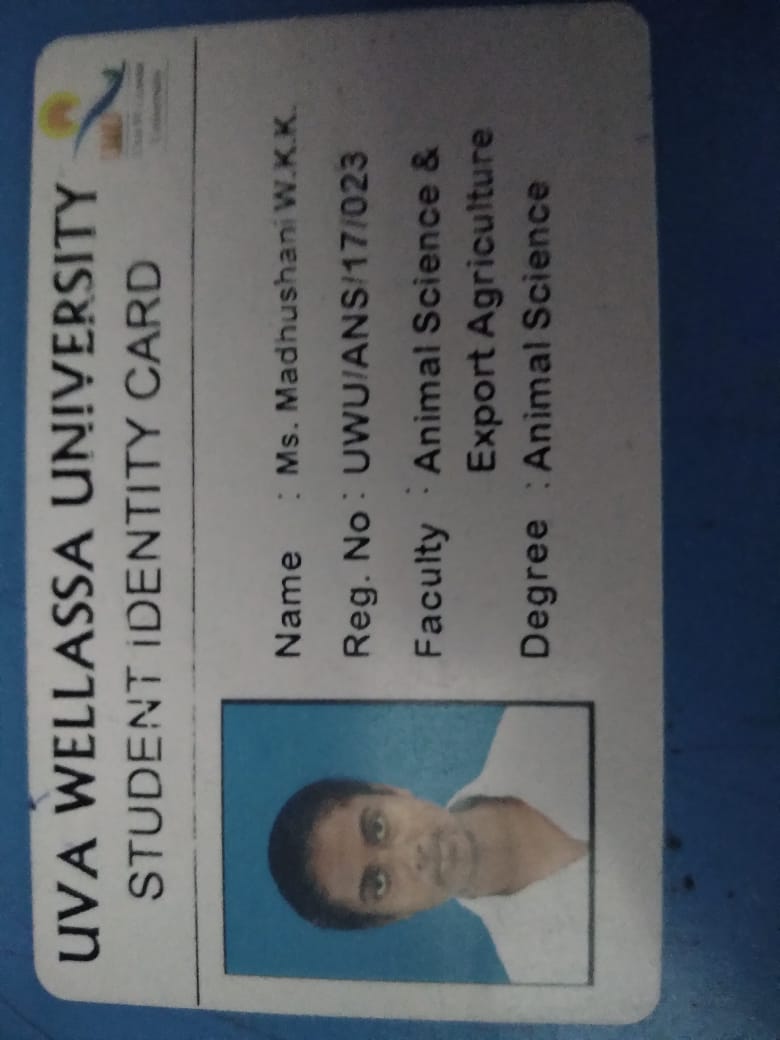 UVA WELLASSA UNIVERSITY
STUDENT IDENTITY CARD
Name : Ms. Madhushani W.K.K.
Reg. No : UWU/ANS/17/023
Faculty : Animal Science &
Export Agriculture
Degree : Animal Science